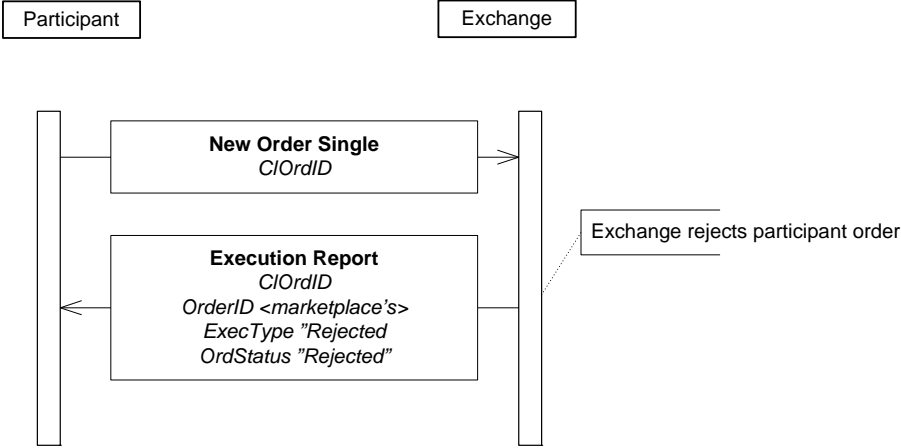 Participant
Exchange
New Order Single
ClOrdID
Exchange rejects participant order
Execution Report
ClOrdID
OrderID <marketplace’s>
ExecType ”Rejected
OrdStatus ”Rejected”